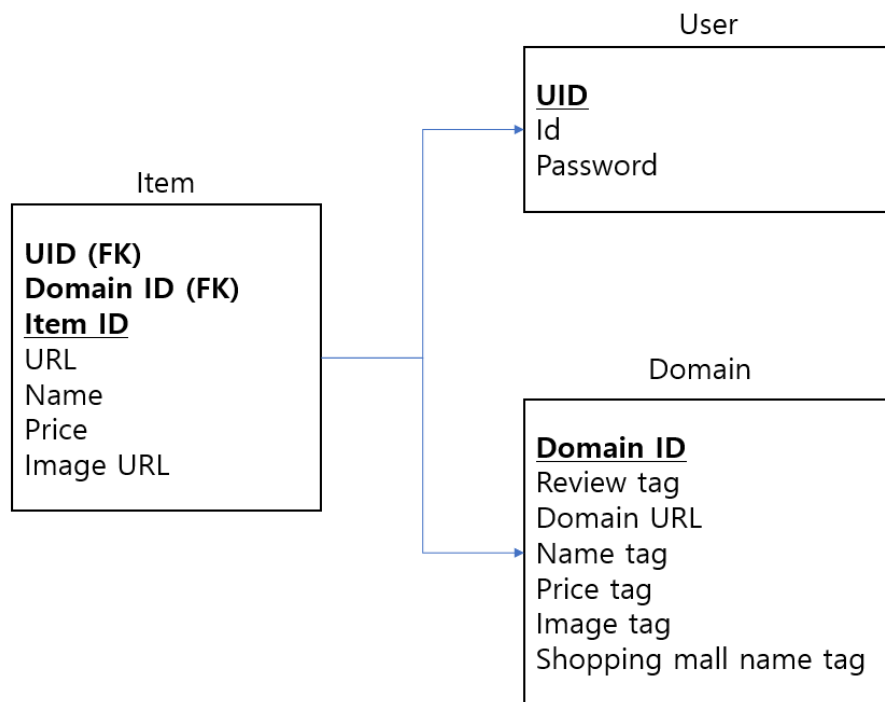 User
UID
Id
Password
Item
UID (FK)
Domain ID (FK)
Item ID
URL
Name
Price
Image URL
Domain
Domain ID
Review tag
Domain URL
Name tag
Price tag
Image tag
Shopping mall name tag